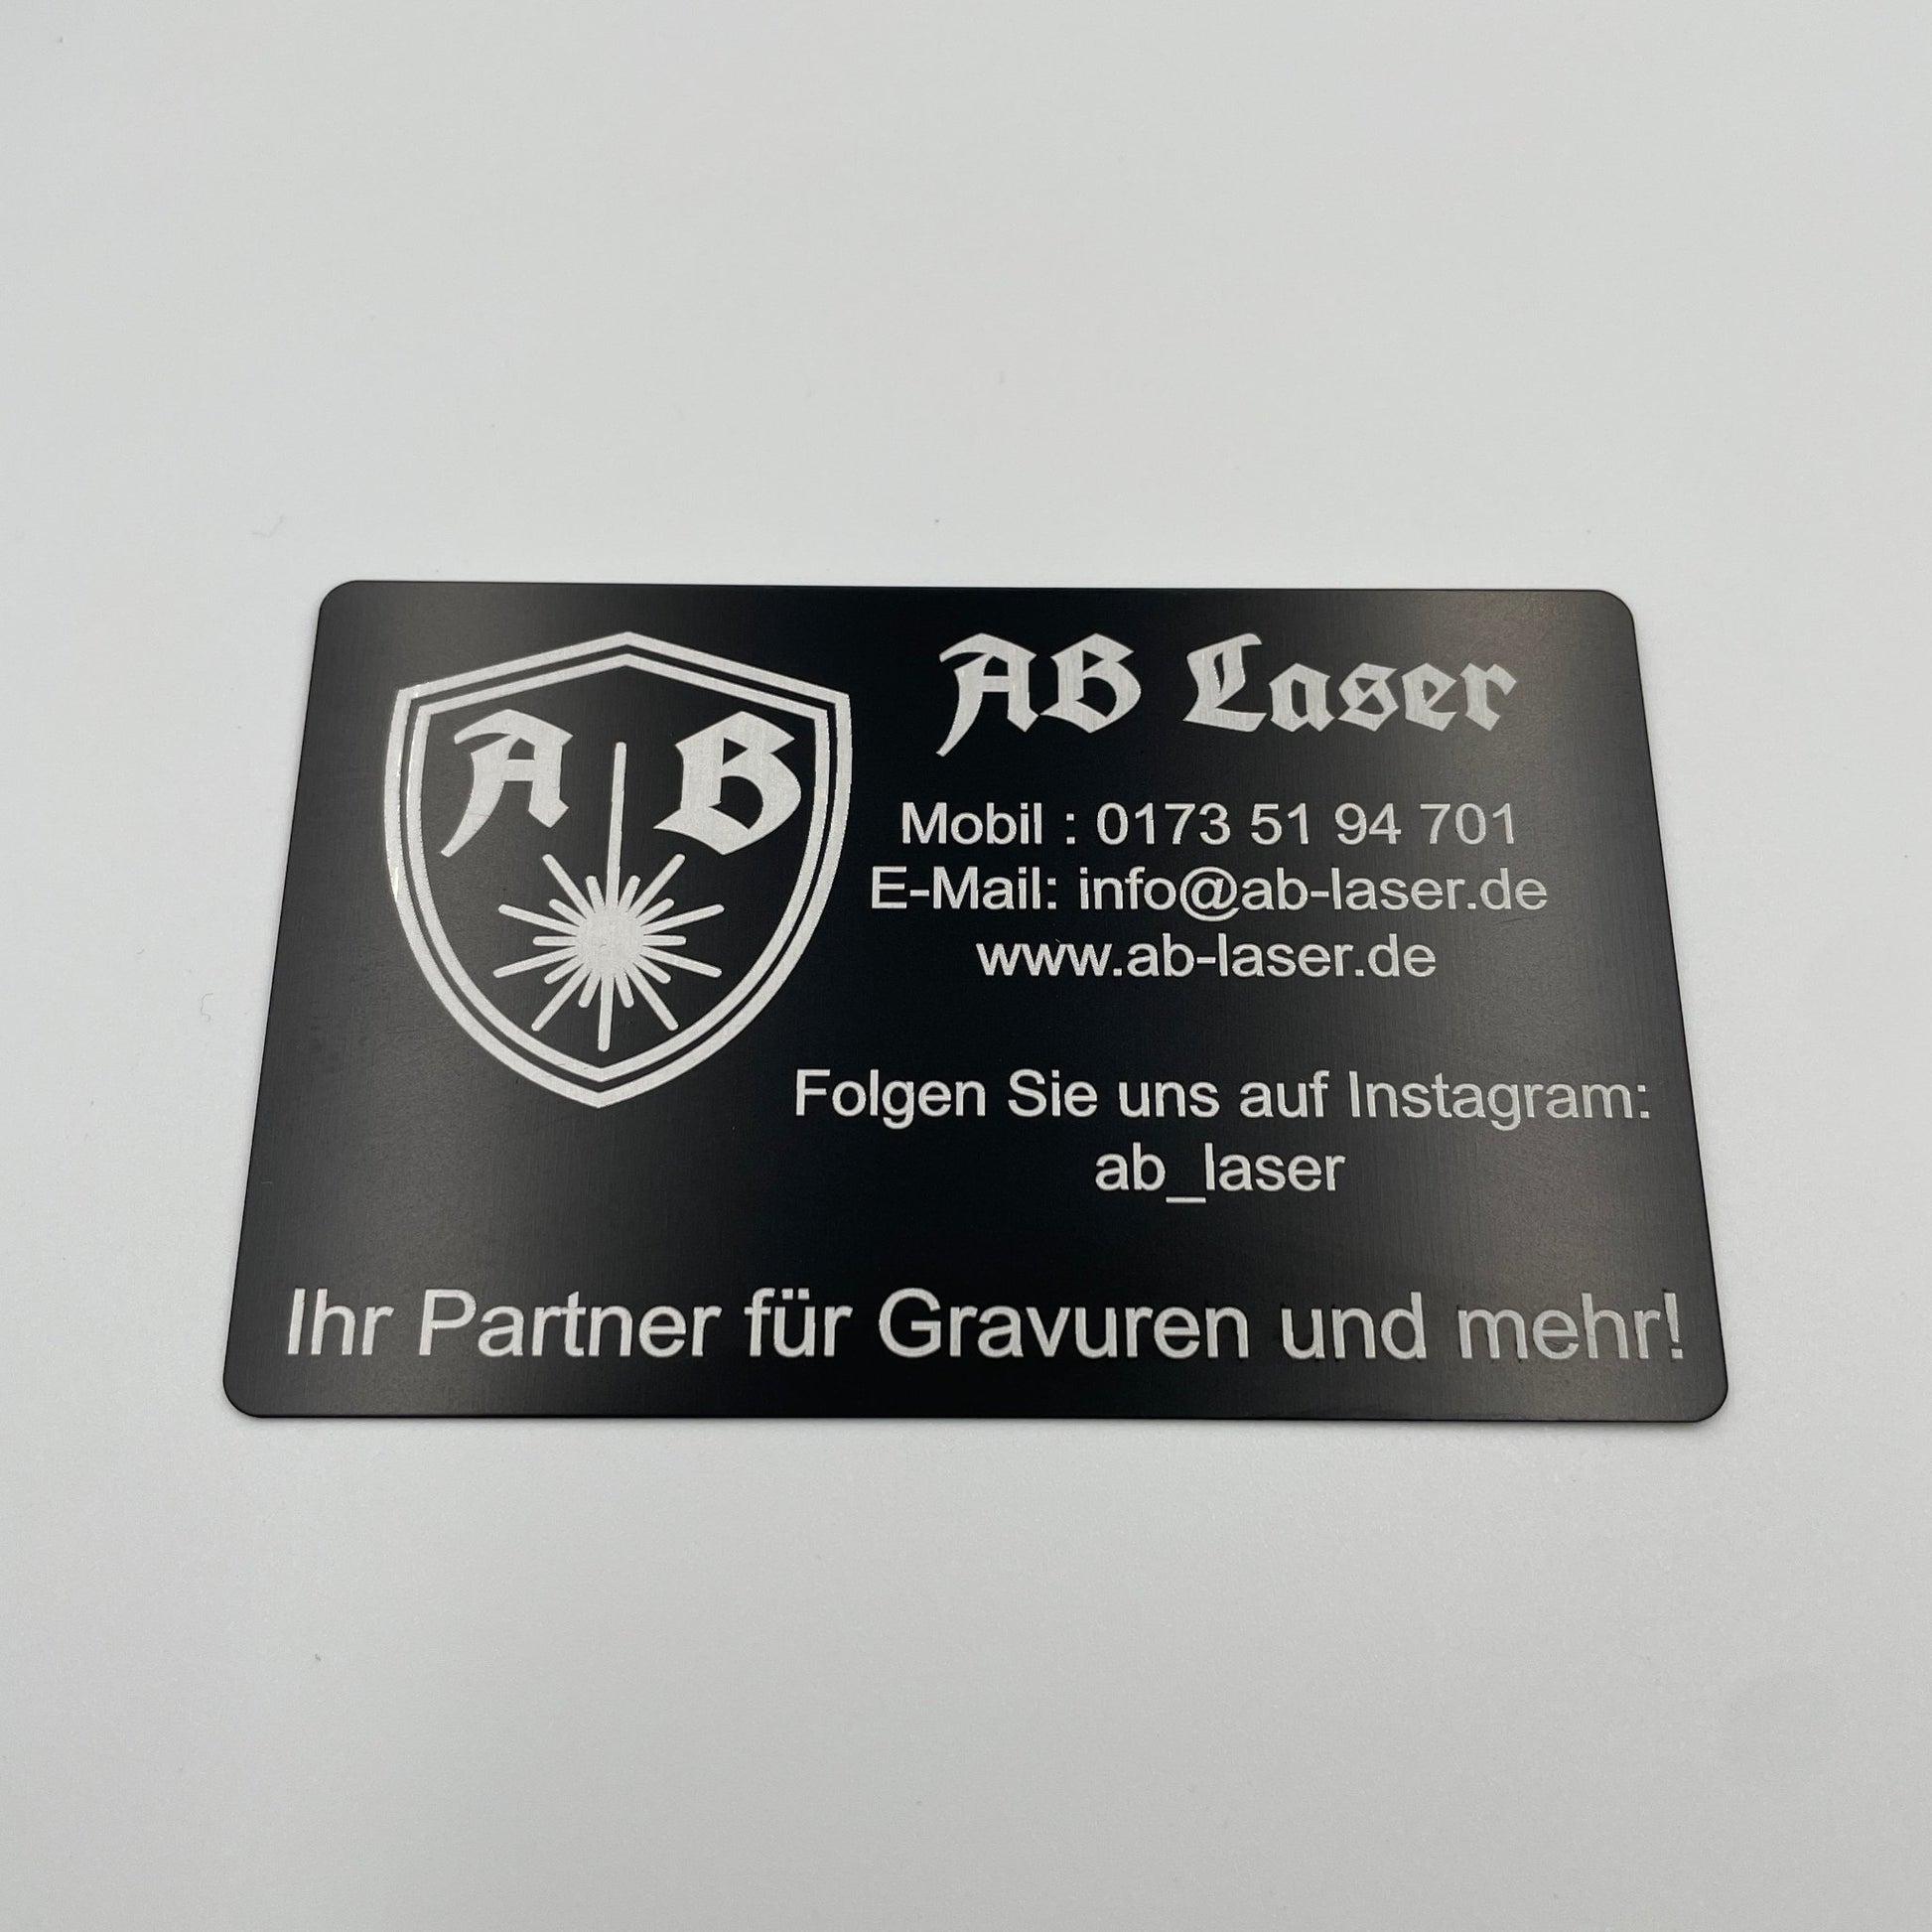 A B
AB Laser
Mobil : 0173 51 94 701
E-Mail: info@ab-laser.de
www.ab-laser.de
Folgen Sie uns auf Instagram:
ab_laser
Ihr Partner für Gravuren und mehr!